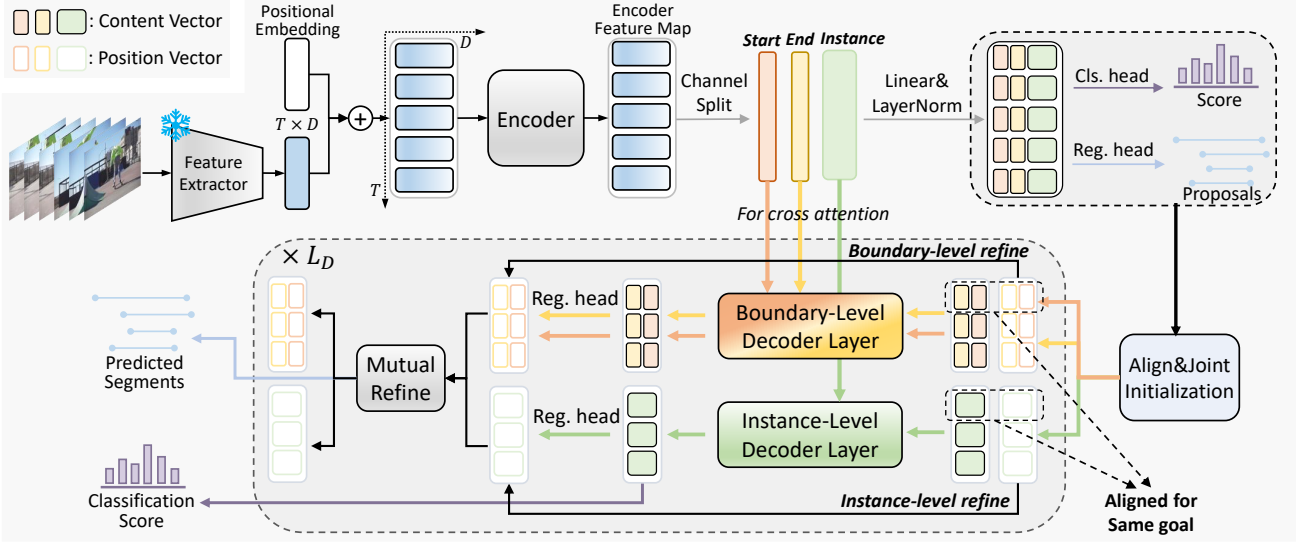 : Content Vector
: Position Vector
Positional
Embedding
T × D
Feature
Extractor
D
T
Encoder
Encoder
Feature Map
Channel
Split
Start End Instance
Linear&
LayerNorm
Cls. head
Score
Reg. head
Proposals
For cross attention
× L_D
Boundary-level refine
Reg. head
Boundary-Level
Decoder Layer
Predicted
Segments
Mutual
Refine
Align&Joint
Initialization
Reg. head
Instance-Level
Decoder Layer
Classification
Score
Instance-level refine
Aligned for
Same goal